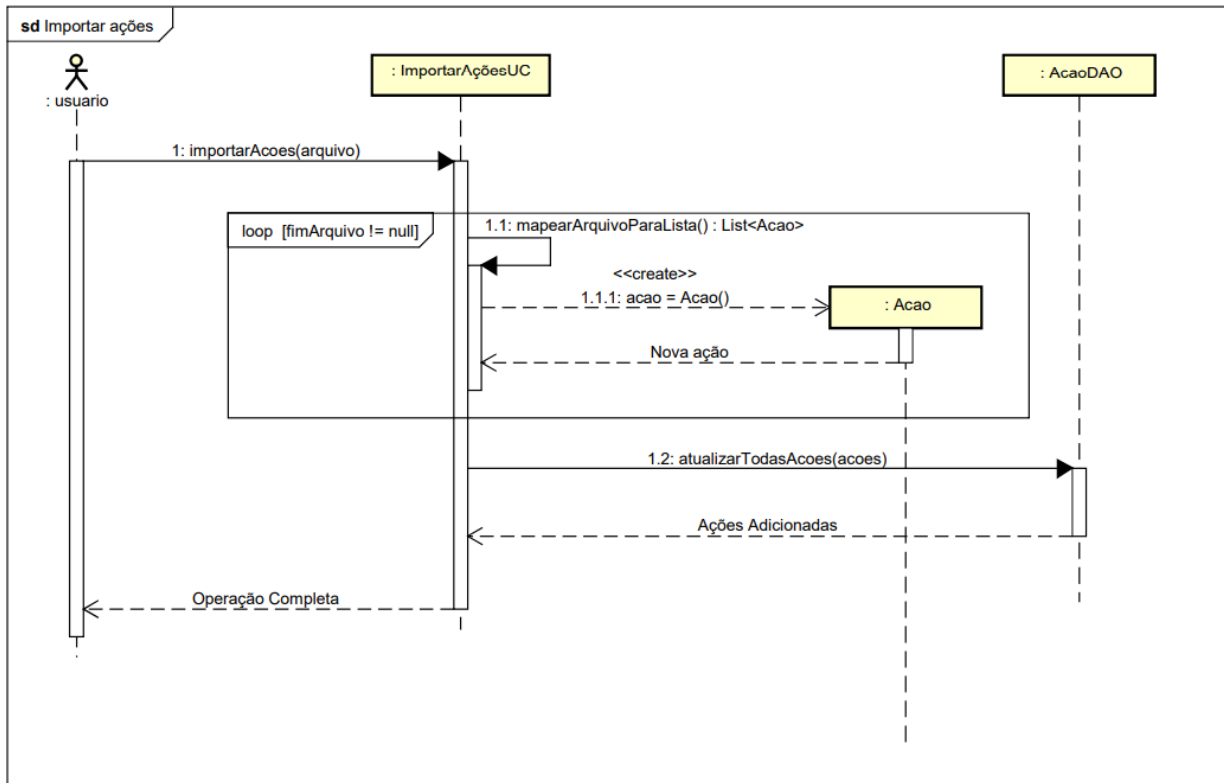 sd Importar ações
: usuario
: ImportarAçõesUC
: AcaoDAO
1: importarAcoes(arquivo)
loop [fimArquivo != null]
1.1: mapearArquivoParaLista() : List<Acao>
<<create>>
1.1.1: acao = Acao()
: Acao
Nova ação
1.2: atualizarTodasAcoes(acoes)
Ações Adicionadas
Operação Completa